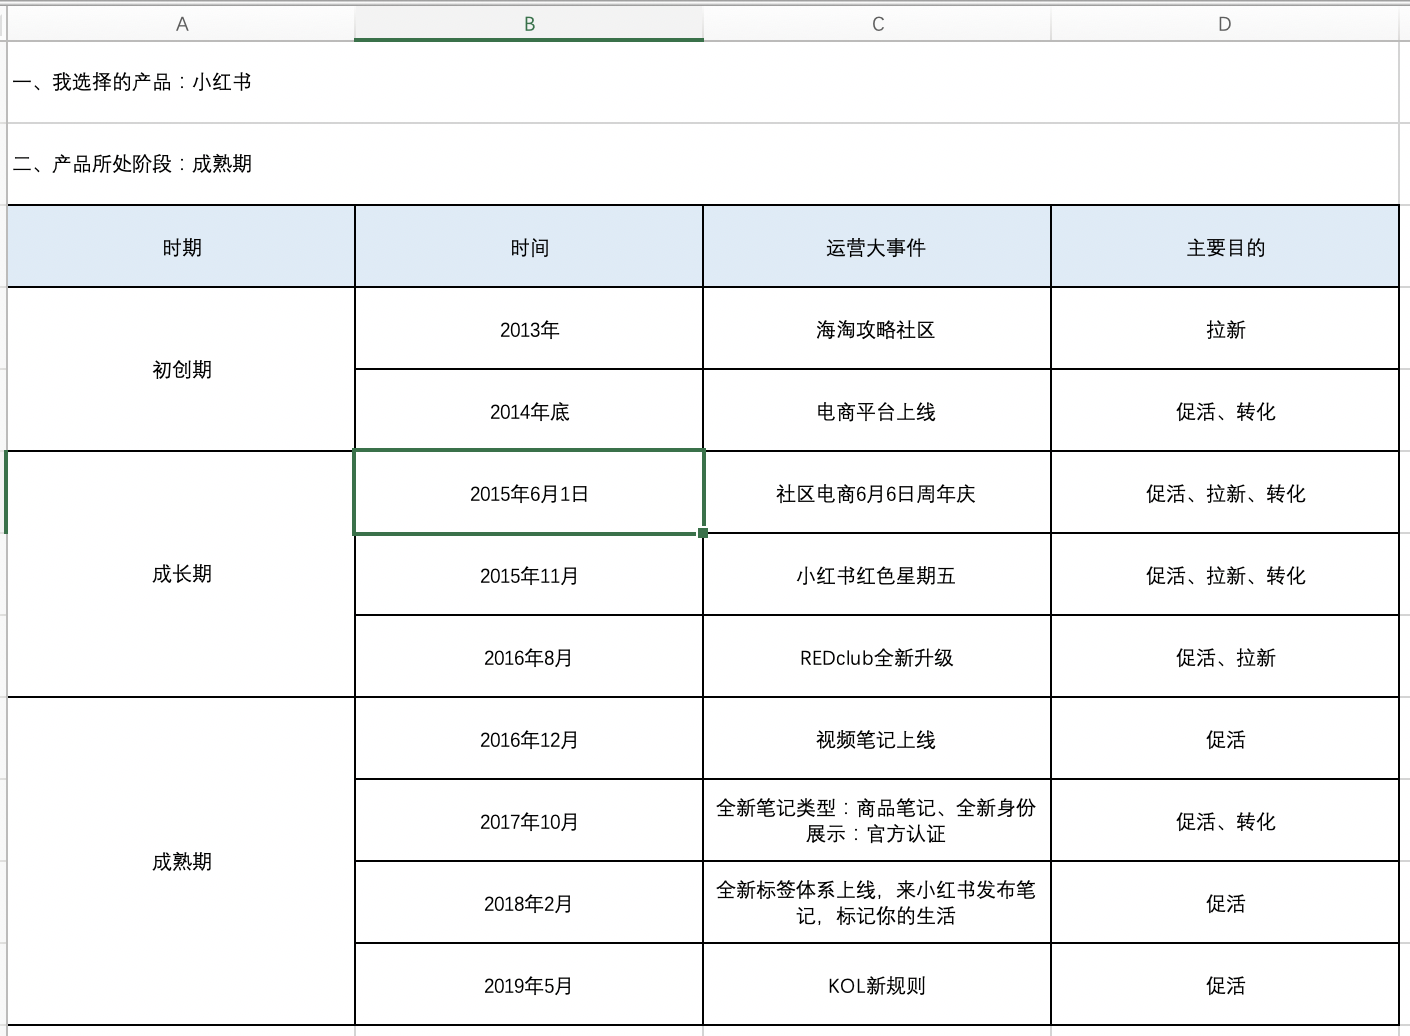 A B C D
一、我选择的产品：小红书
二、产品所处阶段：成熟期
时期 时间 运营大事件 主要目的
初创期
2013年 海淘攻略社区 拉新
2014年底 电商平台上线 促活、转化
成长期
2015年6月1日 社区电商6月6日周年庆 促活、拉新、转化
2015年11月 小红书红色星期五 促活、拉新、转化
2016年8月 REDclub全新升级 促活、拉新
成熟期
2016年12月 视频笔记上线 促活
2017年10月 全新笔记类型：商品笔记、全新身份
展示：官方认证 促活、转化
2018年2月 全新标签体系上线，来小红书发布笔
记，标记你的生活 促活
2019年5月 KOL新规则 促活